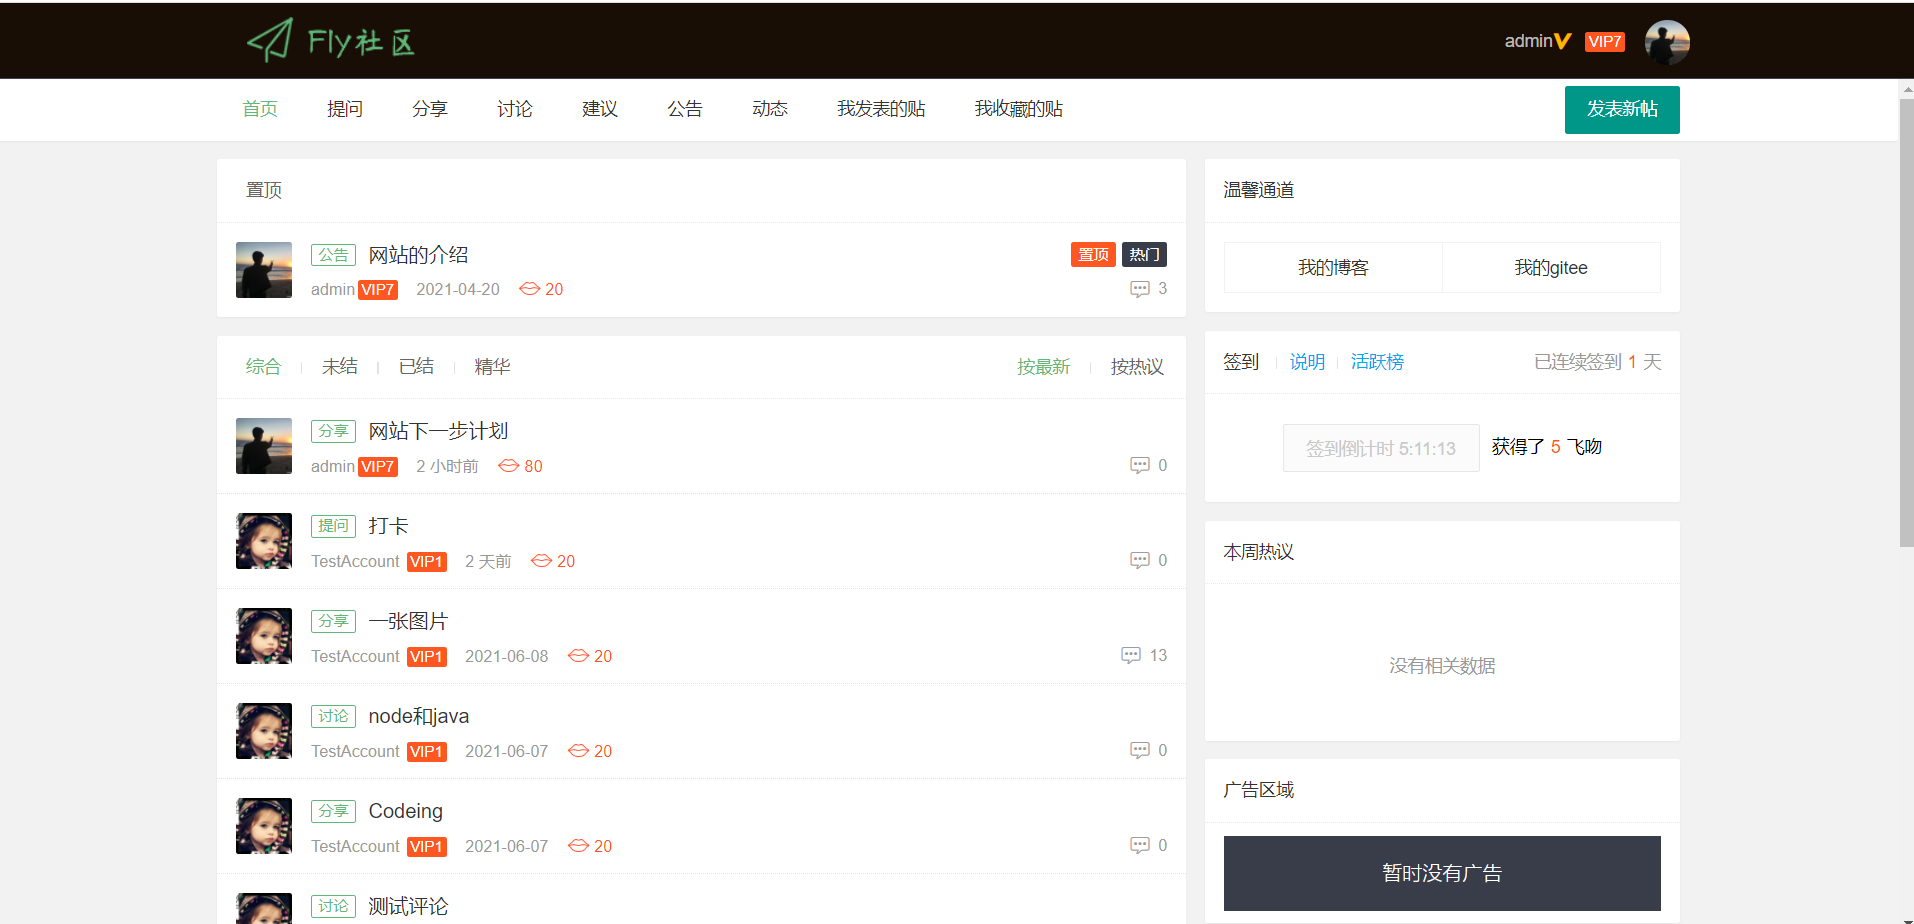 Fly社区
adminV VIP7
首页 提问 分享 讨论 建议 公告 动态 我发表的贴 我收藏的贴 发表新帖
置顶
公告 网站的介绍 置顶 热门
admin VIP7 2021-04-20 20 3
综合 未结 已结 精华 按最新 按热议
分享 网站下一步计划
admin VIP7 2 小时前 80 0
提问 打卡
TestAccount VIP1 2 天前 20 0
分享 一张图片
TestAccount VIP1 2021-06-08 20 13
讨论 node和java
TestAccount VIP1 2021-06-07 20 0
分享 Codeing
TestAccount VIP1 2021-06-07 20 0
讨论 测试评论
温馨通道
我的博客 我的gitee
签到 说明 活跃榜 已连续签到 1 天
签到倒计时 5:11:13 获得了 5 飞吻
本周热议
没有相关数据
广告区域
暂时没有广告